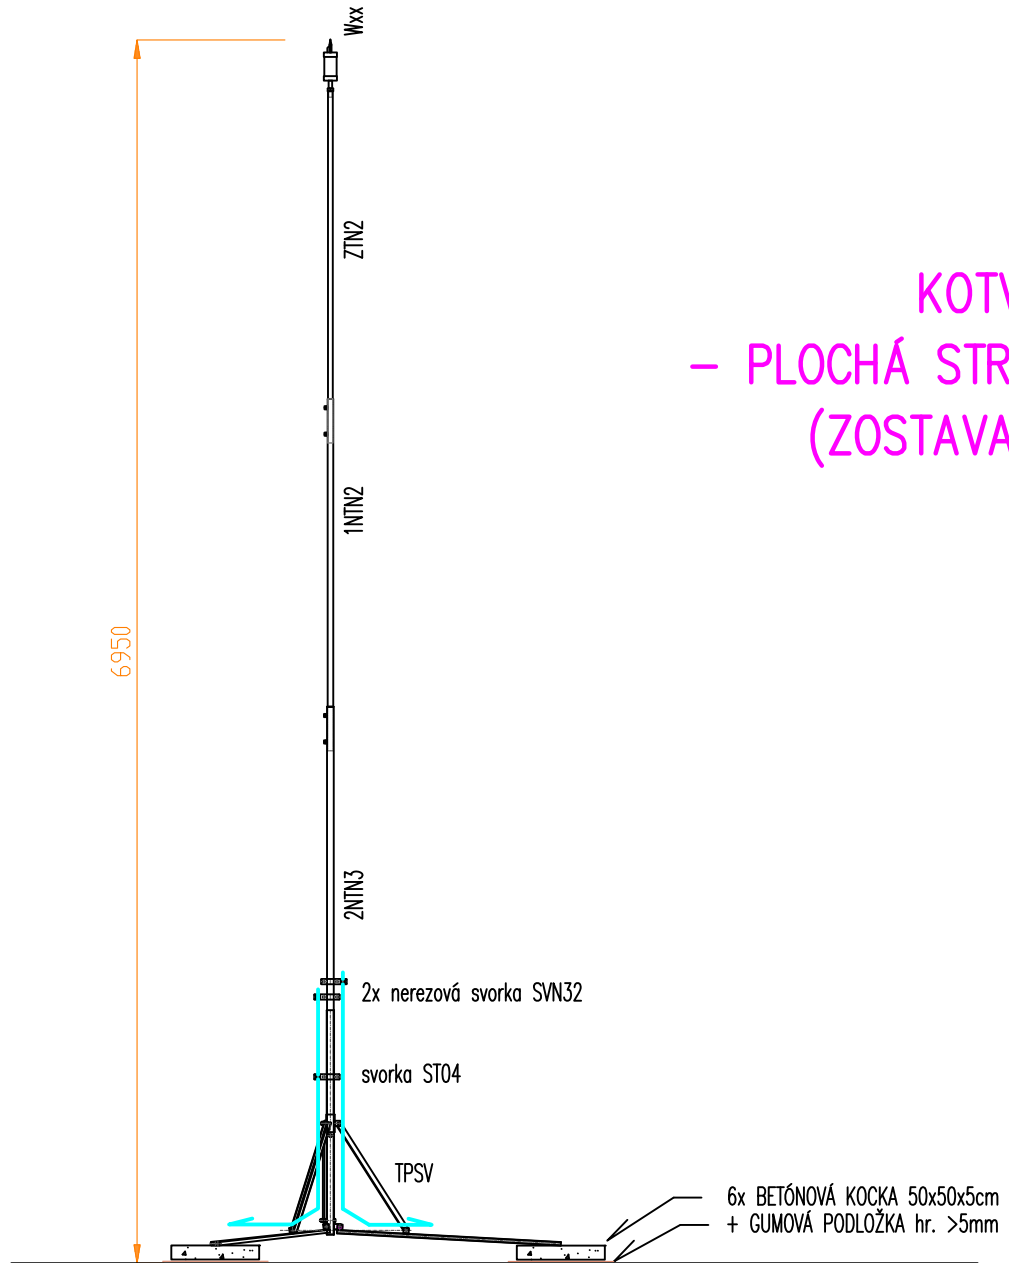 Wxx
ZTN2
KOTV
- PLOCHÁ STR
(ZOSTAVA
1NTN2
6950
2NTN3
2x nerezová svorka SVN32
svorka ST04
TPSV
6x BETÓNOVÁ KOCKA 50x50x5cm
+ GUMOVÁ PODLOŽKA hr. >5mm